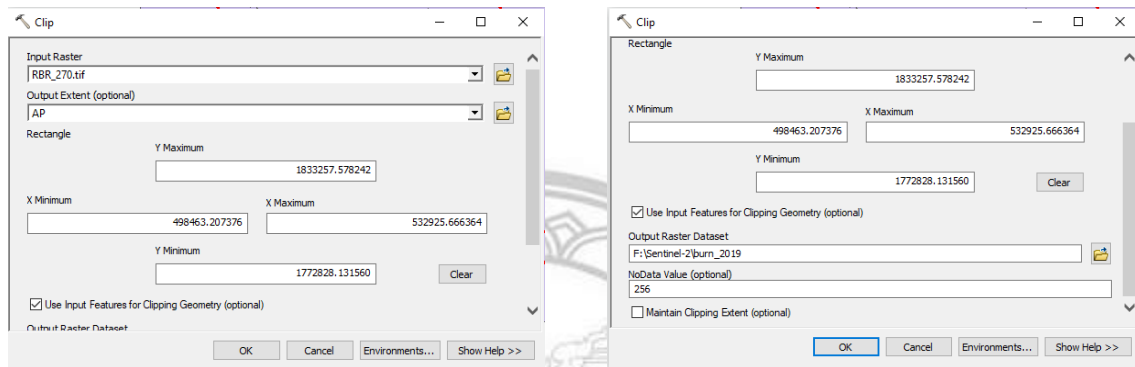 Clip
Input Raster
RBR_270.tif
Output Extent (optional)
AP
Rectangle
Y Maximum
1833257.578242
X Minimum
X Maximum
498463.207376
532925.666364
Y Minimum
1772828.131560
Clear
Use Input Features for Clipping Geometry (optional)
Output Raster Dataset
OK
Cancel
Environments...
Show Help >>
Clip
Rectangle
Y Maximum
1833257.578242
X Minimum
X Maximum
498463.207376
532925.666364
Y Minimum
1772828.131560
Clear
Use Input Features for Clipping Geometry (optional)
Output Raster Dataset
F:\Sentinel-2\burn_2019
NoData Value (optional)
256
Maintain Clipping Extent (optional)
OK
Cancel
Environments...
Show Help >>